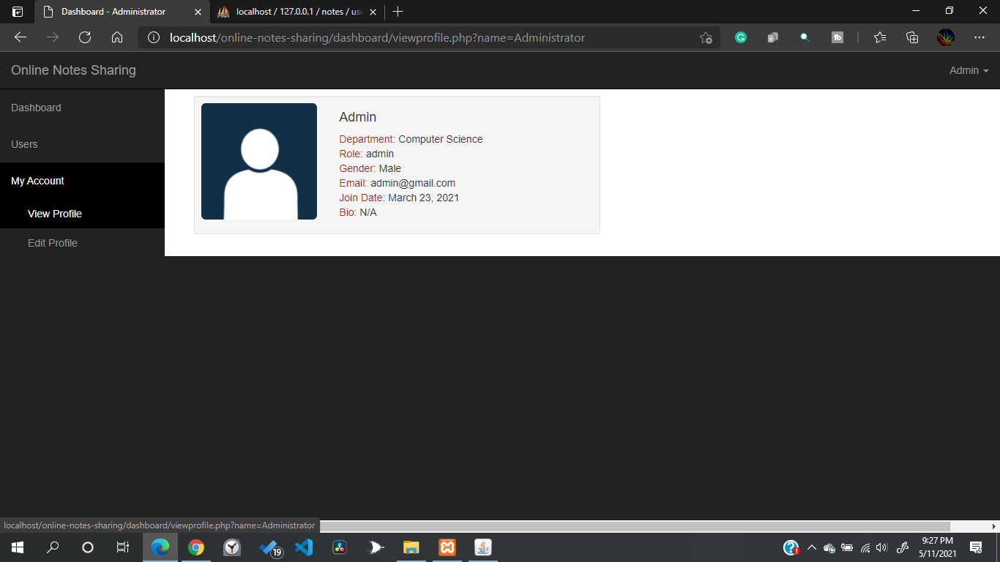 Dashboard - Administrator
localhost / 127.0.0.1 / notes / use
localhost/online-notes-sharing/dashboard/viewprofile.php?name=Administrator
Online Notes Sharing
Admin
Dashboard
Users
My Account
View Profile
Edit Profile
Admin
Department: Computer Science
Role: admin
Gender: Male
Email: admin@gmail.com
Join Date: March 23, 2021
Bio: N/A
localhost/online-notes-sharing/dashboard/viewprofile.php?name=Administrator
19
9:27 PM
5/11/2021